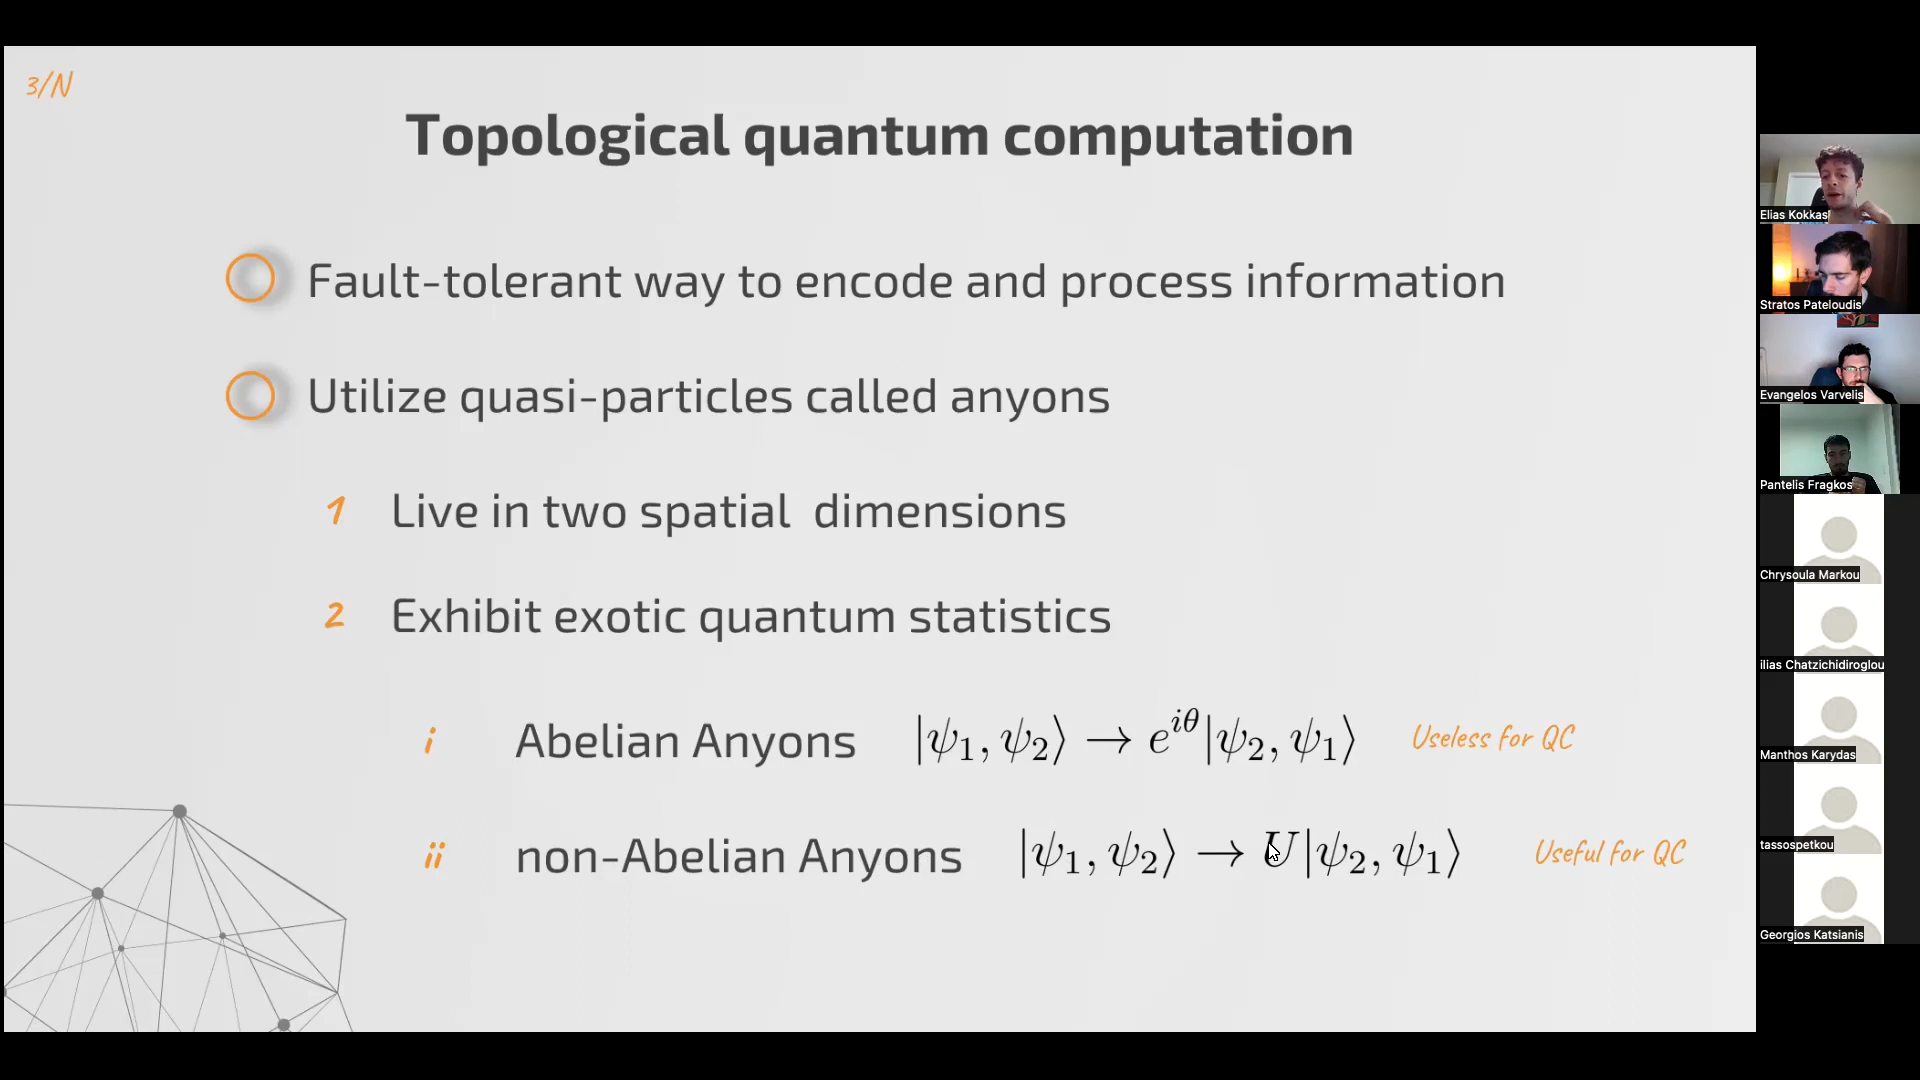 3/N
Topological quantum computation
Fault-tolerant way to encode and process information
Utilize quasi-particles called anyons
1 Live in two spatial dimensions
2 Exhibit exotic quantum statistics
i Abelian Anyons |ψ₁, ψ₂⟩ → e^{iθ}|ψ₂, ψ₁⟩ Useless for QC
ii non-Abelian Anyons |ψ₁, ψ₂⟩ → U|ψ₂, ψ₁⟩ Useful for QC
Elias Kokkas
Stratos Pateloudis
Evangelos Varvelis
Pantelis Fragkos
Chrysoula Markou
ilias Chatzichidiroglou
Manthos Karydas
tassospetkou
Georgios Katsianis